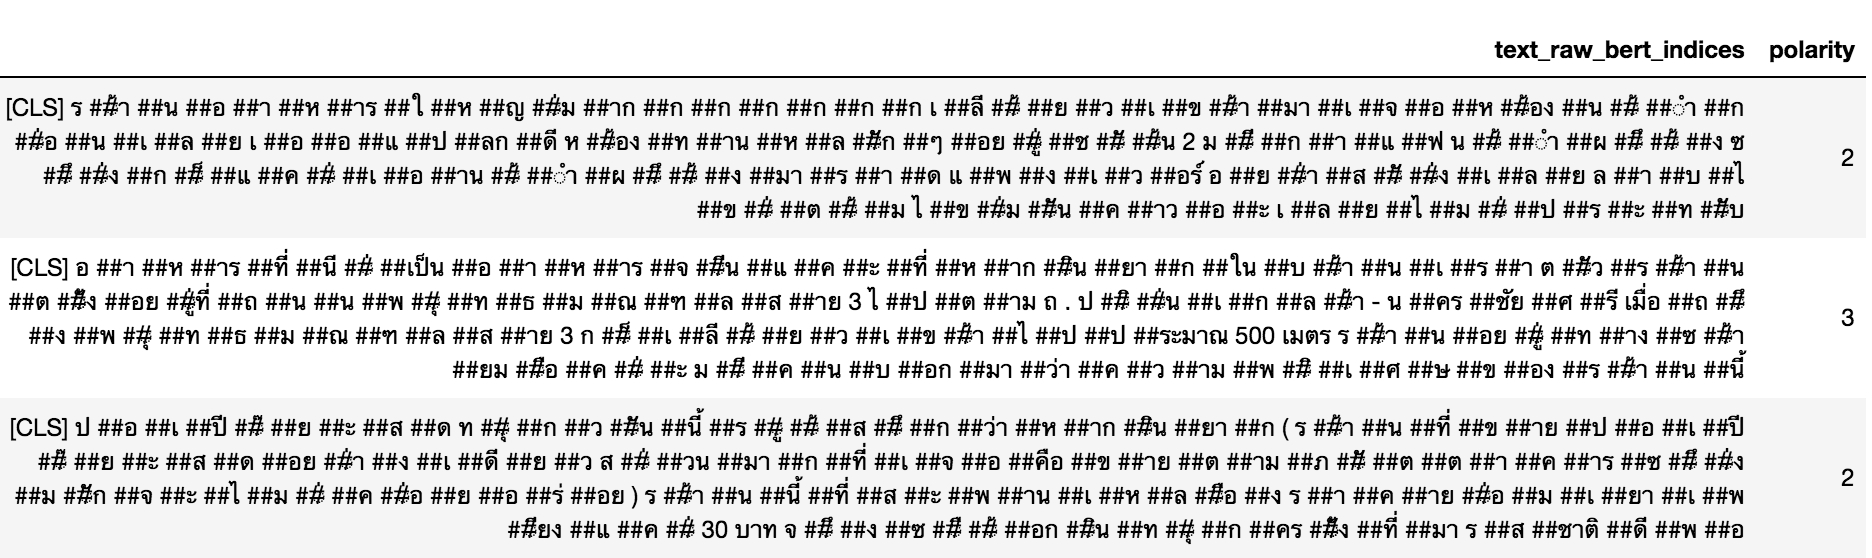 text_raw_bert_indices polarity
[CLS] ร ##้า ##น ##อ ##า ##ห ##าร ##ใ ##ห ##ญ ##่ม ##าก ##ก ##ก ##ก ##ก ##ก ##ก เ ##ลี ##้ ##ย ##ว ##เ ##ข ##้า ##มา ##เ ##จ ##อ ##ห ##้อง ##น ##้ ##ํา ##ก
##่อ ##น ##เ ##ล ##ย เ ##อ ##อ ##แ ##ป ##ลก ##ดี ห ##้อง ##ท ##าน ##ห ##ล ##ัก ##ๆ ##อย ##ู่ ##ช ##ั ##้น 2 ม ##ี ##ก ##า ##แ ##ฟ น ##้ ##ํา ##ผ ##ึ ##้ ##ง ซ
##ึ ##่ง ##ก ##็ ##แ ##ค ##่ ##เ ##อ ##าน ##้ ##ํา ##ผ ##ึ ##้ ##ง ##มา ##ร ##า ##ด แ ##พ ##ง ##เ ##ว ##อร์ อ ##ย ##่า ##ส ##ั ##่ง ##เ ##ล ##ย ล ##า ##บ ##ไ
##ข ##่ ##ต ##้ ##ม ไ ##ข ##่ม ##ัน ##ค ##าว ##อ ##ะ เ ##ล ##ย ##ไ ##ม ##่ ##ป ##ร ##ะ ##ท ##ับ
2
[CLS] อ ##า ##ห ##าร ##ที่ ##นี ##่ ##เป็น ##อ ##า ##ห ##าร ##จ ##ีน ##แ ##ค ##ะ ##ที่ ##ห ##าก ##ิน ##ยา ##ก ##ใน ##บ ##้า ##น ##เ ##ร ##า ต ##ัว ##ร ##้า ##น
##ต ##ั้ง ##อย ##ู่ที่ ##ถ ##น ##น ##พ ##ุ ##ท ##ธ ##ม ##ณ ##ฑ ##ล ##ส ##าย 3 ไ ##ป ##ต ##าม ถ . ป ##ิ ##่น ##เ ##ก ##ล ##้า - น ##คร ##ชัย ##ศ ##รี เมื่อ ##ถ ##ึ
##ง ##พ ##ุ ##ท ##ธ ##ม ##ณ ##ฑ ##ล ##ส ##าย 3 ก ##็ ##เ ##ลี ##้ ##ย ##ว ##เ ##ข ##้า ##ไ ##ป ##ป ##ระมาณ 500 เมตร ร ##้า ##น ##อย ##ู่ ##ท ##าง ##ซ ##้า
##ยม ##ือ ##ค ##่ ##ะ ม ##ี ##ค ##น ##บ ##อก ##มา ##ว่า ##ค ##ว ##าม ##พ ##ิ ##เ ##ศ ##ษ ##ข ##อง ##ร ##้า ##น ##นี้
3
[CLS] ป ##อ ##เ ##ปี ##๊ ##ย ##ะ ##ส ##ด ท ##ุ ##ก ##ว ##ัน ##นี้ ##ร ##ู ##้ ##ส ##ึ ##ก ##ว่า ##ห ##าก ##ิน ##ยา ##ก ( ร ##้า ##น ##ที่ ##ข ##าย ##ป ##อ ##เ ##ปี
##๊ ##ย ##ะ ##ส ##ด ##อย ##่า ##ง ##เ ##ดี ##ย ##ว ส ##่ ##วน ##มา ##ก ##ที่ ##เ ##จ ##อ ##คือ ##ข ##าย ##ต ##าม ##ภ ##ั ##ต ##ต ##า ##ค ##าร ##ซ ##ึ ##่ง
##ม ##ัก ##จ ##ะ ##ไ ##ม ##่ ##ค ##่อ ##ย ##อ ##ร่ ##อย ) ร ##้า ##น ##นี้ ##ที่ ##ส ##ะ ##พ ##าน ##เ ##ห ##ล ##ือ ##ง ร ##า ##ค ##าย ##่อ ##ม ##เ ##ยา ##เ ##พ
##ียง ##แ ##ค ##่ 30 บาท จ ##ึ ##ง ##ซ ##ื ##้ ##อก ##ิน ##ท ##ุ ##ก ##คร ##ั้ง ##ที่ ##มา ร ##ส ##ชาติ ##ดี ##พ ##อ
2